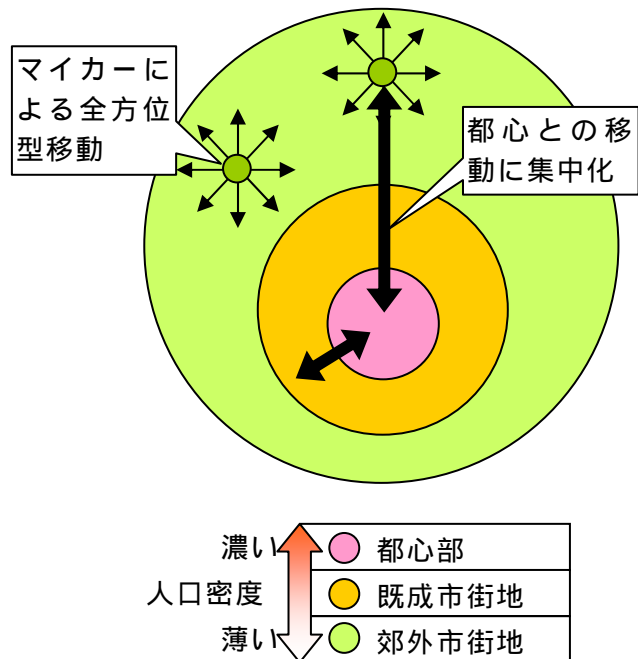 マイカーに
よる全方位
型移動
都心との移
動に集中化
濃い
都心部
人口密度
既成市街地
薄い
郊外市街地